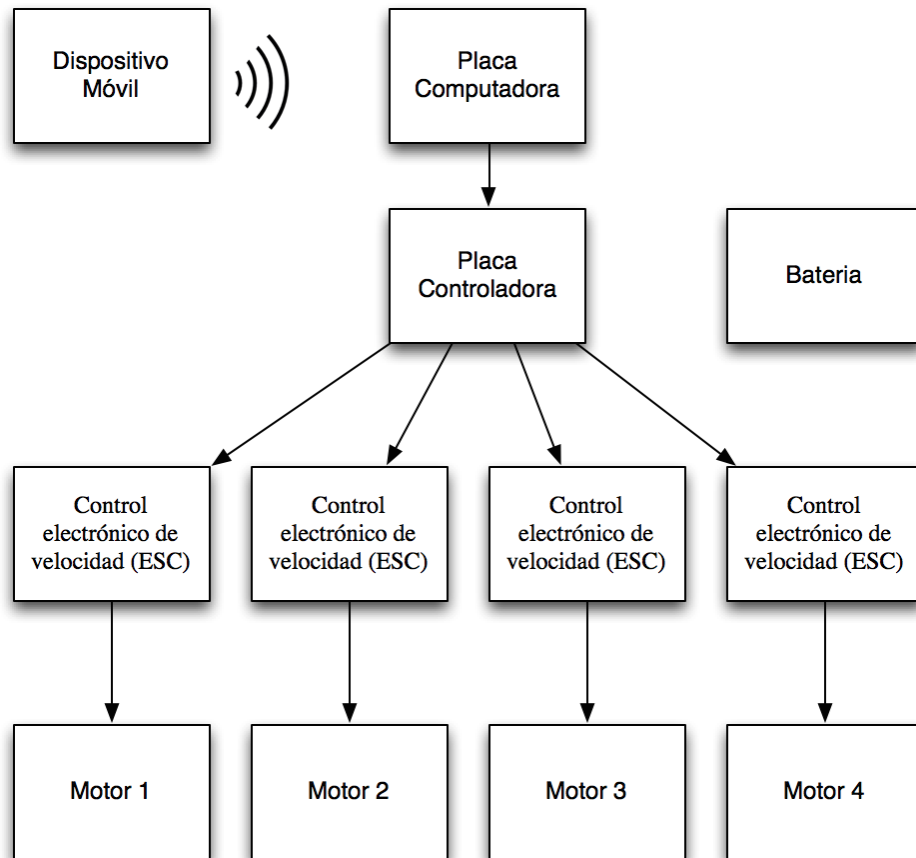 Dispositivo
Móvil
Placa
Computadora
Placa
Controladora
Bateria
Control
electrónico de
velocidad (ESC)
Control
electrónico de
velocidad (ESC)
Control
electrónico de
velocidad (ESC)
Control
electrónico de
velocidad (ESC)
Motor 1
Motor 2
Motor 3
Motor 4